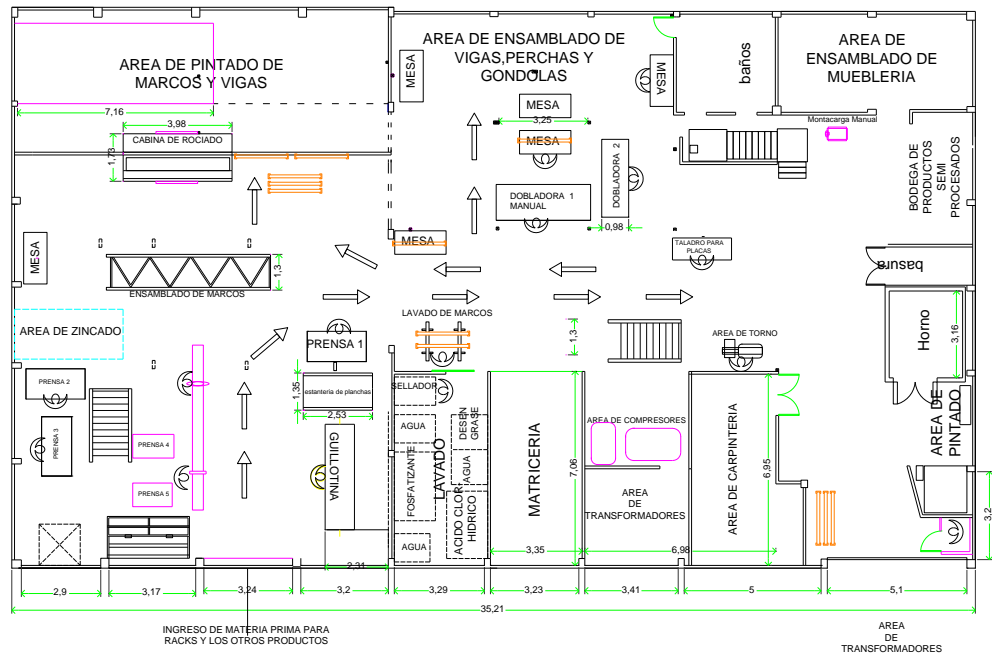 AREA DE PINTADO DE
MARCOS Y VIGAS
7,16
3,98
CABINA DE ROCIADO
1,73
AREA DE ENSAMBLADO DE
VIGAS,PERCHAS Y
GONDOLAS
MESA
MESA
MESA
3,25
MESA
baños
AREA DE
ENSAMBLADO DE
MUEBLERIA
Montacarga Manual
BODEGA DE
PRODUCTOS
SEMI
PROCESADOS
DOBLADORA 1
MANUAL
DOBLADORA 2
0,98
MESA
MESA
TALADRO PARA
PLACAS
basura
1,3
ENSAMBLADO DE MARCOS
AREA DE ZINCADO
LAVADO DE MARCOS
1,3
AREA DE TORNO
Horno
3,16
PRENSA 1
1,35
estanteria de planchas
2,53
PRENSA 2
PRENSA 3
PRENSA 4
PRENSA 5
GUILLOTINA
2,31
SELLADOR
AGUA
FOSFATIZANTE
AGUA
LAVADO
DESEN
GRASE
AGUA
ACIDO CLOR
HIDRICO
MATRICERIA
7,06
3,35
AREA DE COMPRESORES
AREA
DE
TRANSFORMADORES
6,98
AREA DE CARPINTERIA
6,95
AREA DE
PINTADO
3,2
2,9
3,17
3,24
3,2
3,29
3,23
3,41
5
5,1
35,21
INGRESO DE MATERIA PRIMA PARA
RACKS Y LOS OTROS PRODUCTOS
AREA
DE
TRANSFORMADORES